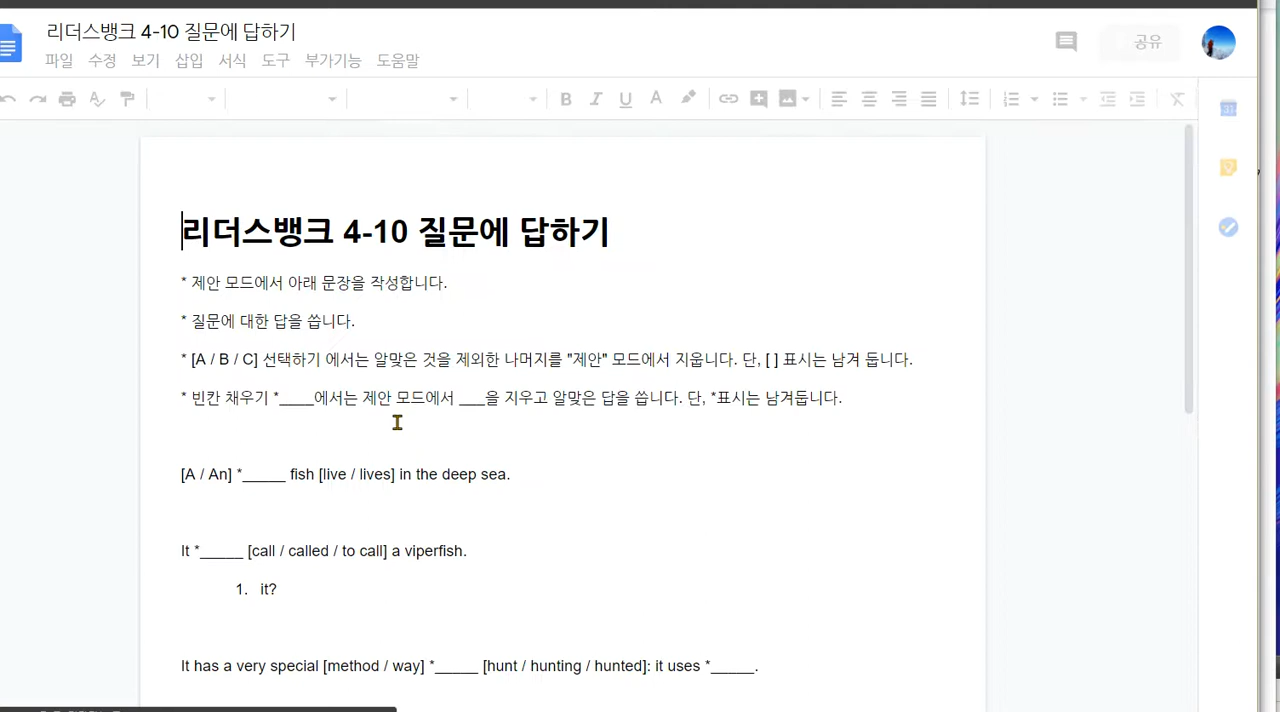 리더스뱅크 4-10 질문에 답하기
파일 수정 보기 삽입 서식 도구 부가기능 도움말
공유
B I U A
31
리더스뱅크 4-10 질문에 답하기
* 제안 모드에서 아래 문장을 작성합니다.
* 질문에 대한 답을 씁니다.
* [A / B / C] 선택하기 에서는 알맞은 것을 제외한 나머지를 "제안" 모드에서 지웁니다. 단, [ ] 표시는 남겨 둡니다.
* 빈칸 채우기 *____에서는 제안 모드에서 ___을 지우고 알맞은 답을 씁니다. 단, *표시는 남겨둡니다.
[A / An] *_____ fish [live / lives] in the deep sea.
It *_____ [call / called / to call] a viperfish.
1. it?
It has a very special [method / way] *_____ [hunt / hunting / hunted]: it uses *_____.